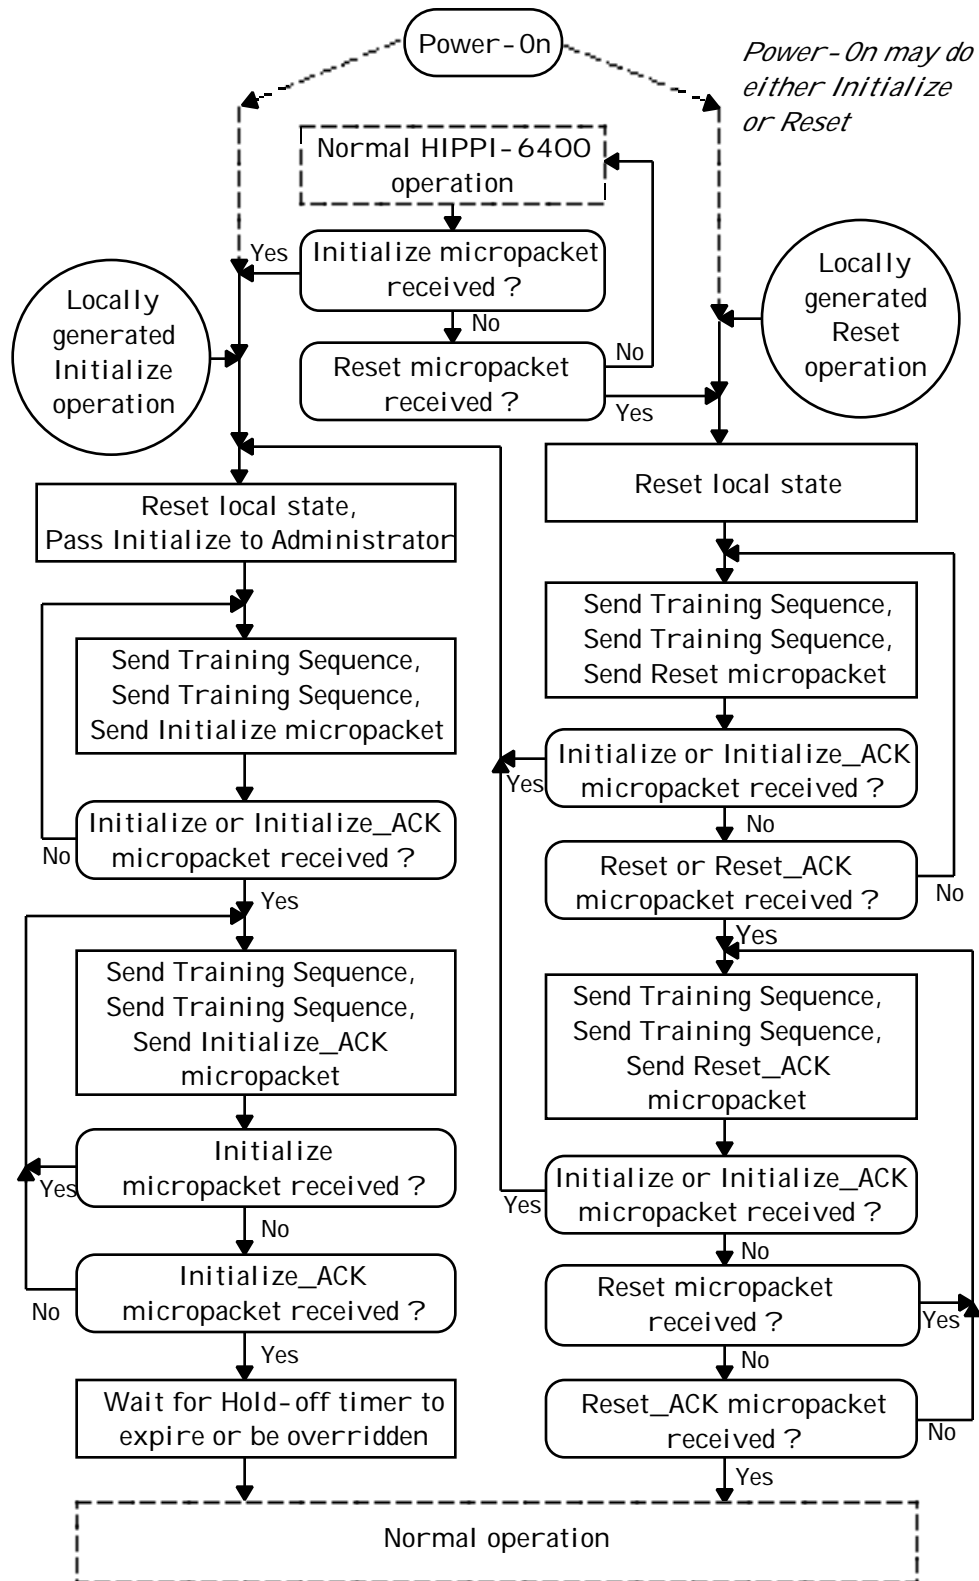 Power-On
Power-On may do
either Initialize
or Reset
Normal HIPPI-6400
operation
Yes
Initialize micropacket
received ?
No
Locally
generated
Initialize
operation
Locally
generated
Reset
operation
Reset micropacket
received ?
No
Yes
Reset local state,
Pass Initialize to Administrator
Send Training Sequence,
Send Training Sequence,
Send Initialize micropacket
Initialize or Initialize_ACK
micropacket received ?
No
Yes
Send Training Sequence,
Send Training Sequence,
Send Initialize_ACK
micropacket
Initialize
micropacket received ?
Yes
No
Initialize_ACK
micropacket received ?
No
Yes
Wait for Hold-off timer to
expire or be overridden
Reset local state
Send Training Sequence,
Send Training Sequence,
Send Reset micropacket
Initialize or Initialize_ACK
micropacket received ?
Yes
No
Reset or Reset_ACK
micropacket received ?
No
Yes
Send Training Sequence,
Send Training Sequence,
Send Reset_ACK
micropacket
Initialize or Initialize_ACK
micropacket received ?
Yes
No
Reset micropacket
received ?
Yes
No
Reset_ACK micropacket
received ?
No
Yes
Normal operation